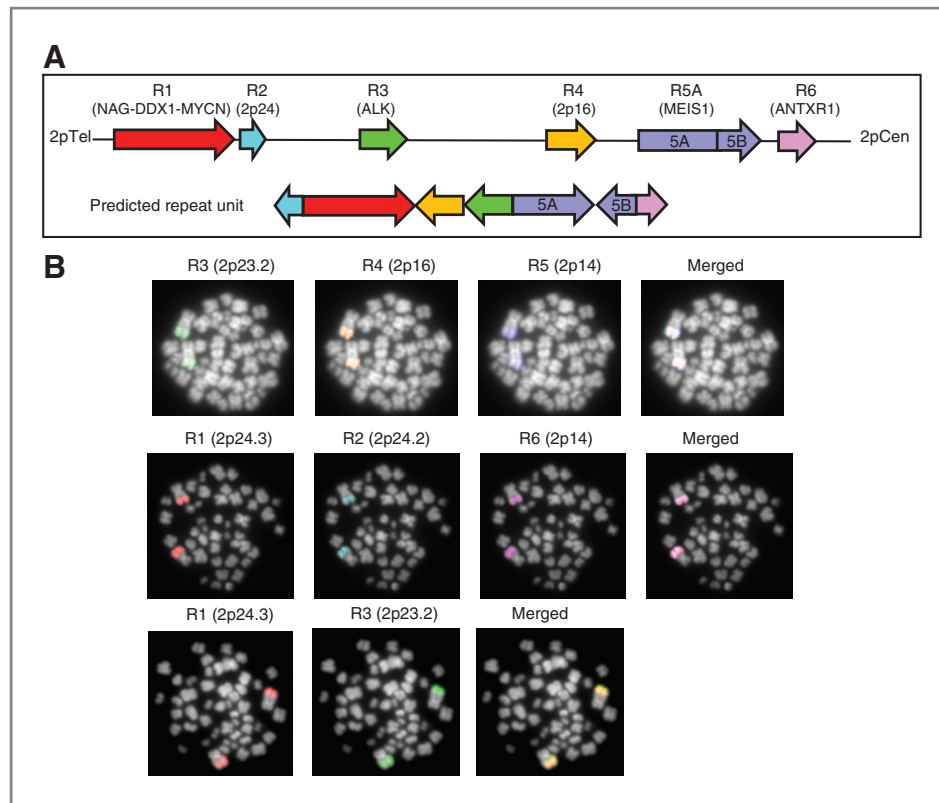 A
R1 R2 R3 R4 R5A R6
(NAG-DDX1-MYCN) (2p24) (ALK) (2p16) (MEIS1) (ANTXR1)
2pTel 5A 5B 2pCen
Predicted repeat unit 5A 5B
B
R3 (2p23.2) R4 (2p16) R5 (2p14) Merged
R1 (2p24.3) R2 (2p24.2) R6 (2p14) Merged
R1 (2p24.3) R3 (2p23.2) Merged